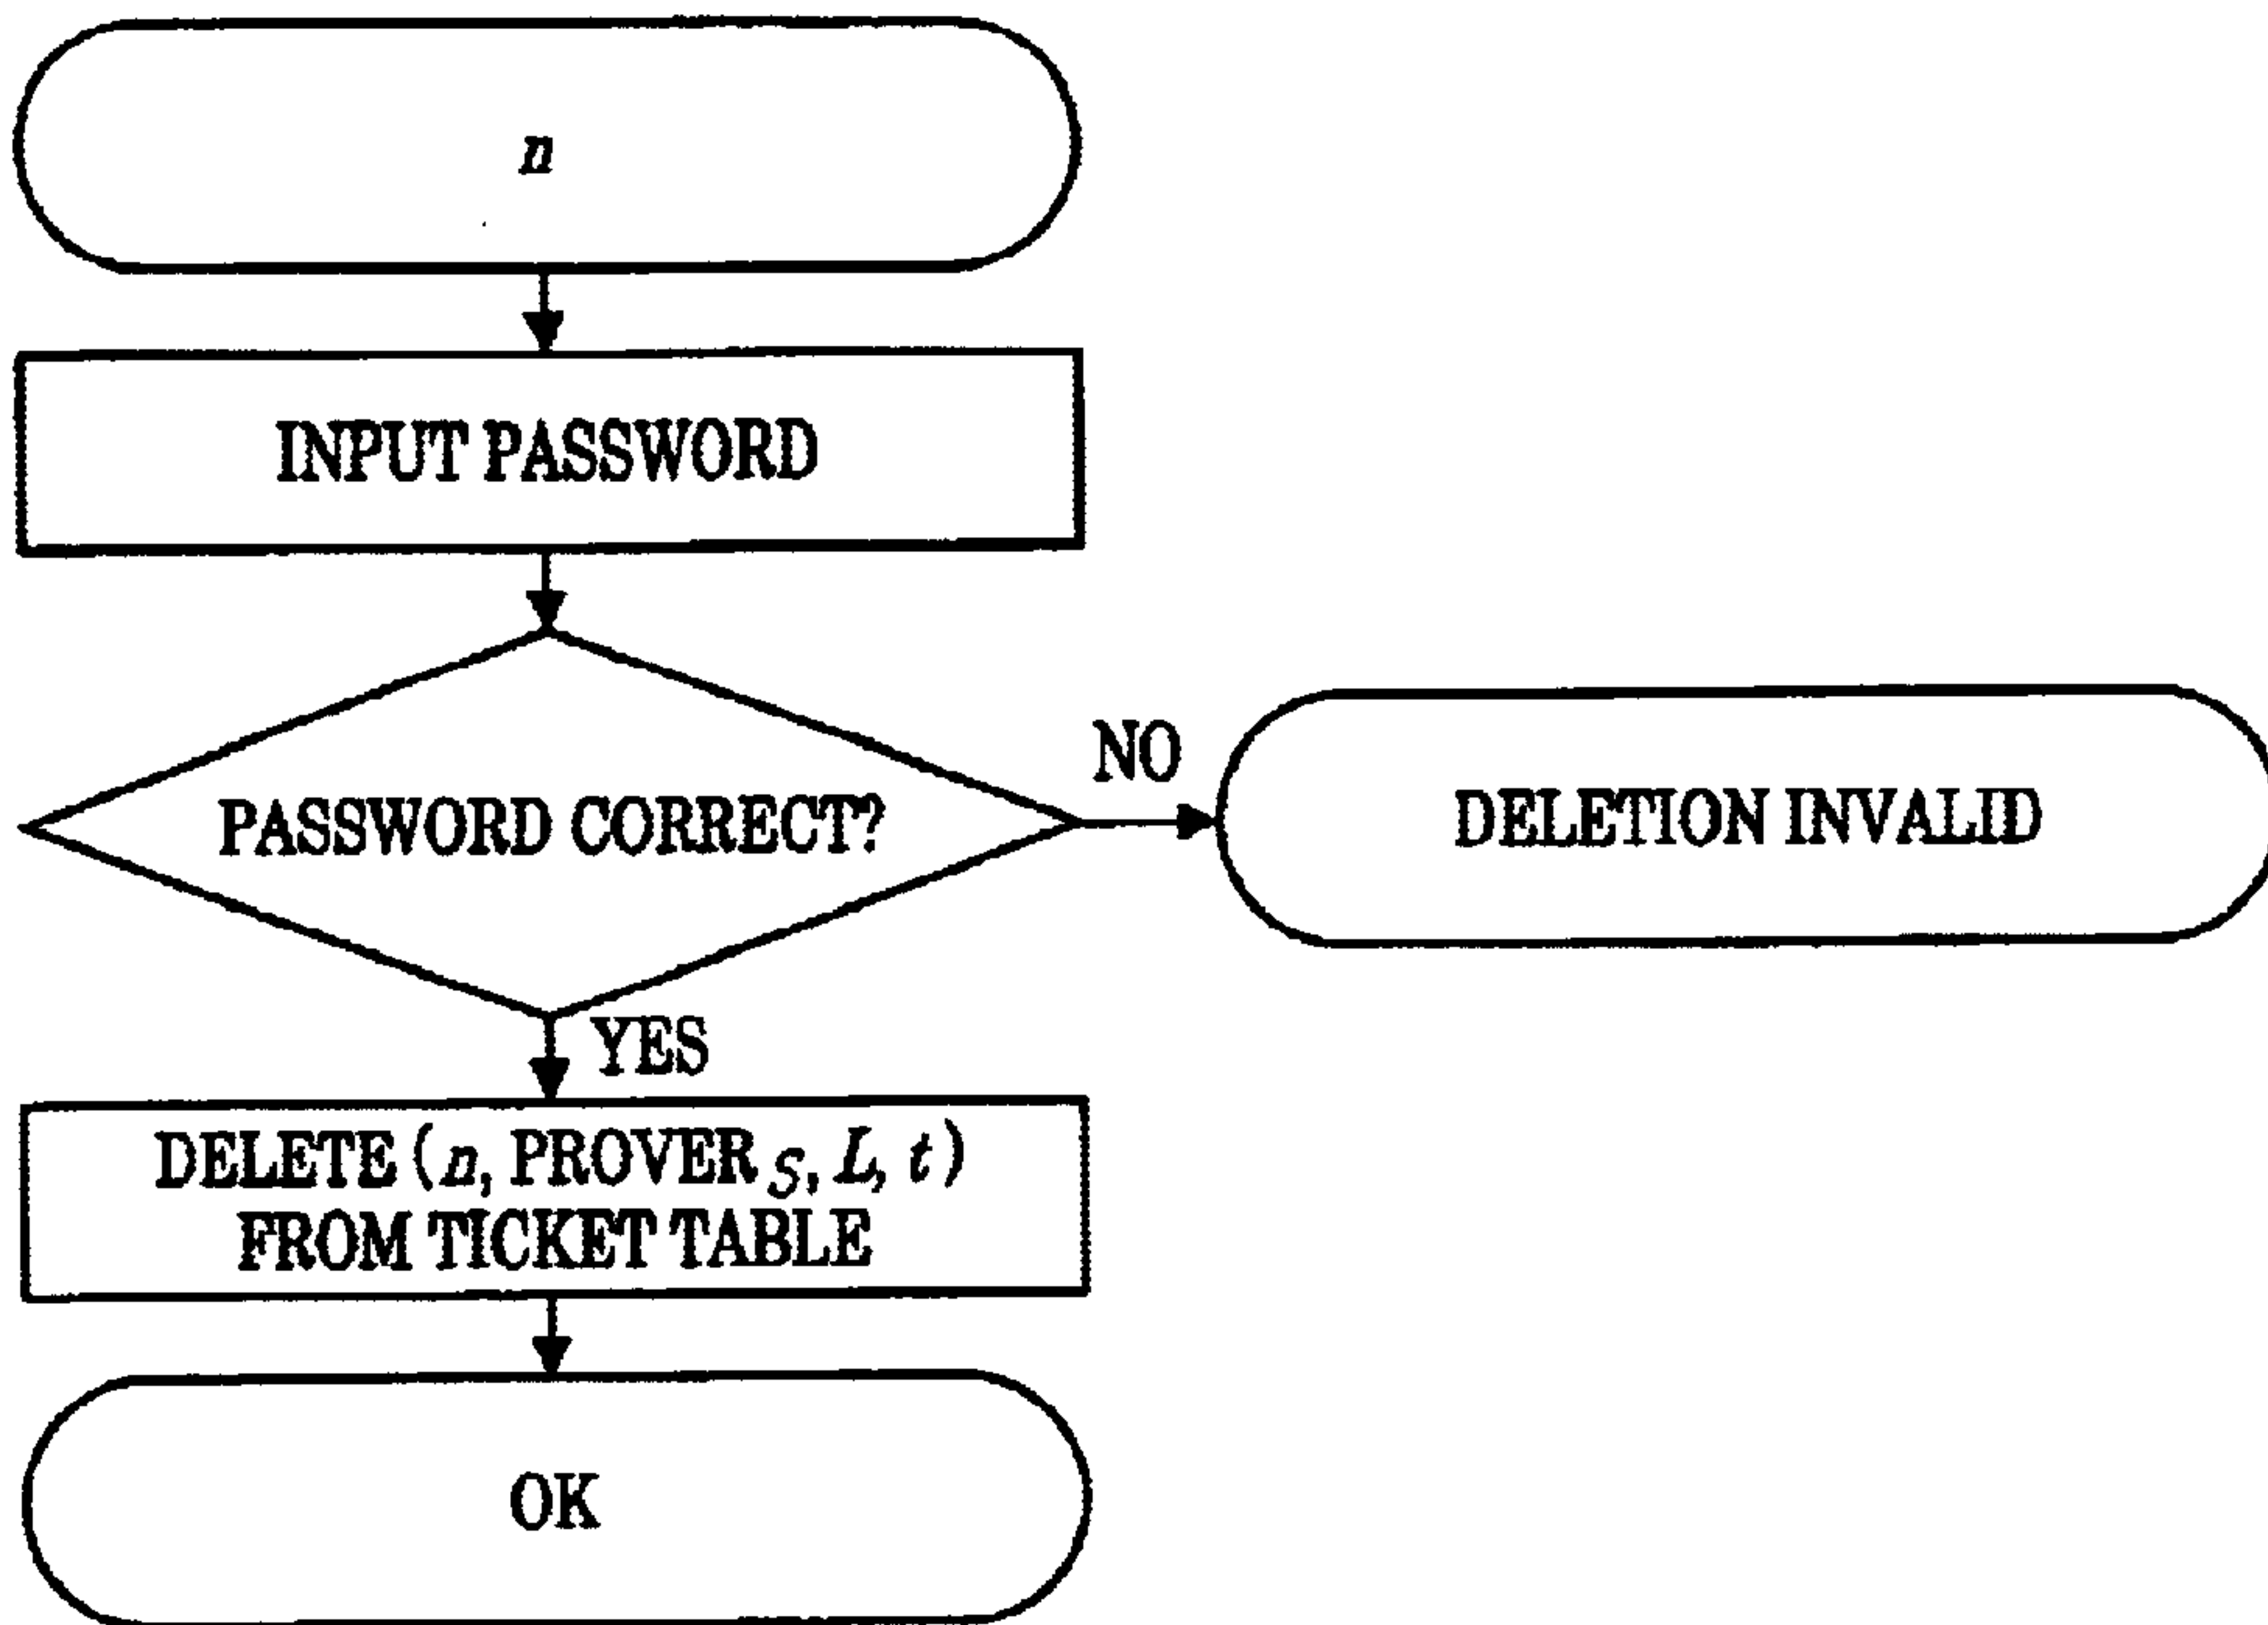 n
INPUT PASSWORD
PASSWORD CORRECT?
NO
DELETION INVALID
YES
DELETE (n, PROVER S, L, t)
FROM TICKET TABLE
OK